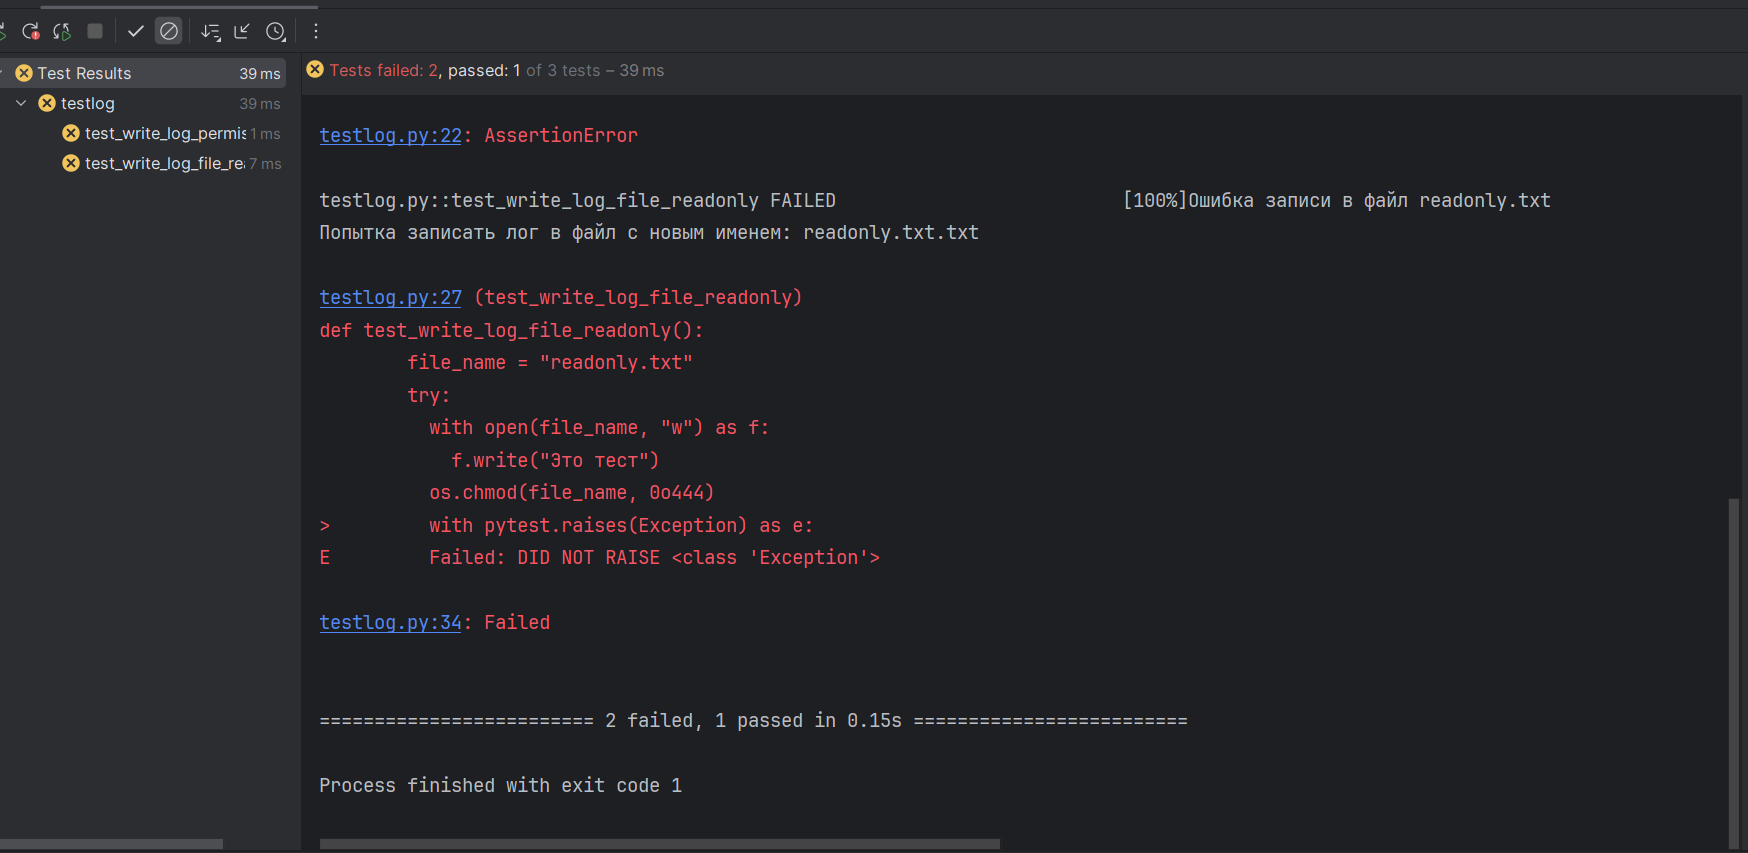 Test Results 39 ms
testlog 39 ms
test_write_log_permis 1 ms
test_write_log_file_re 7 ms
Tests failed: 2, passed: 1 of 3 tests – 39 ms
testlog.py:22: AssertionError
testlog.py::test_write_log_file_readonly FAILED [100%]Ошибка записи в файл readonly.txt
Попытка записать лог в файл с новым именем: readonly.txt.txt
testlog.py:27 (test_write_log_file_readonly)
def test_write_log_file_readonly():
file_name = "readonly.txt"
try:
with open(file_name, "w") as f:
f.write("Это тест")
os.chmod(file_name, 0o444)
> with pytest.raises(Exception) as e:
E Failed: DID NOT RAISE <class 'Exception'>
testlog.py:34: Failed
========================= 2 failed, 1 passed in 0.15s =========================
Process finished with exit code 1